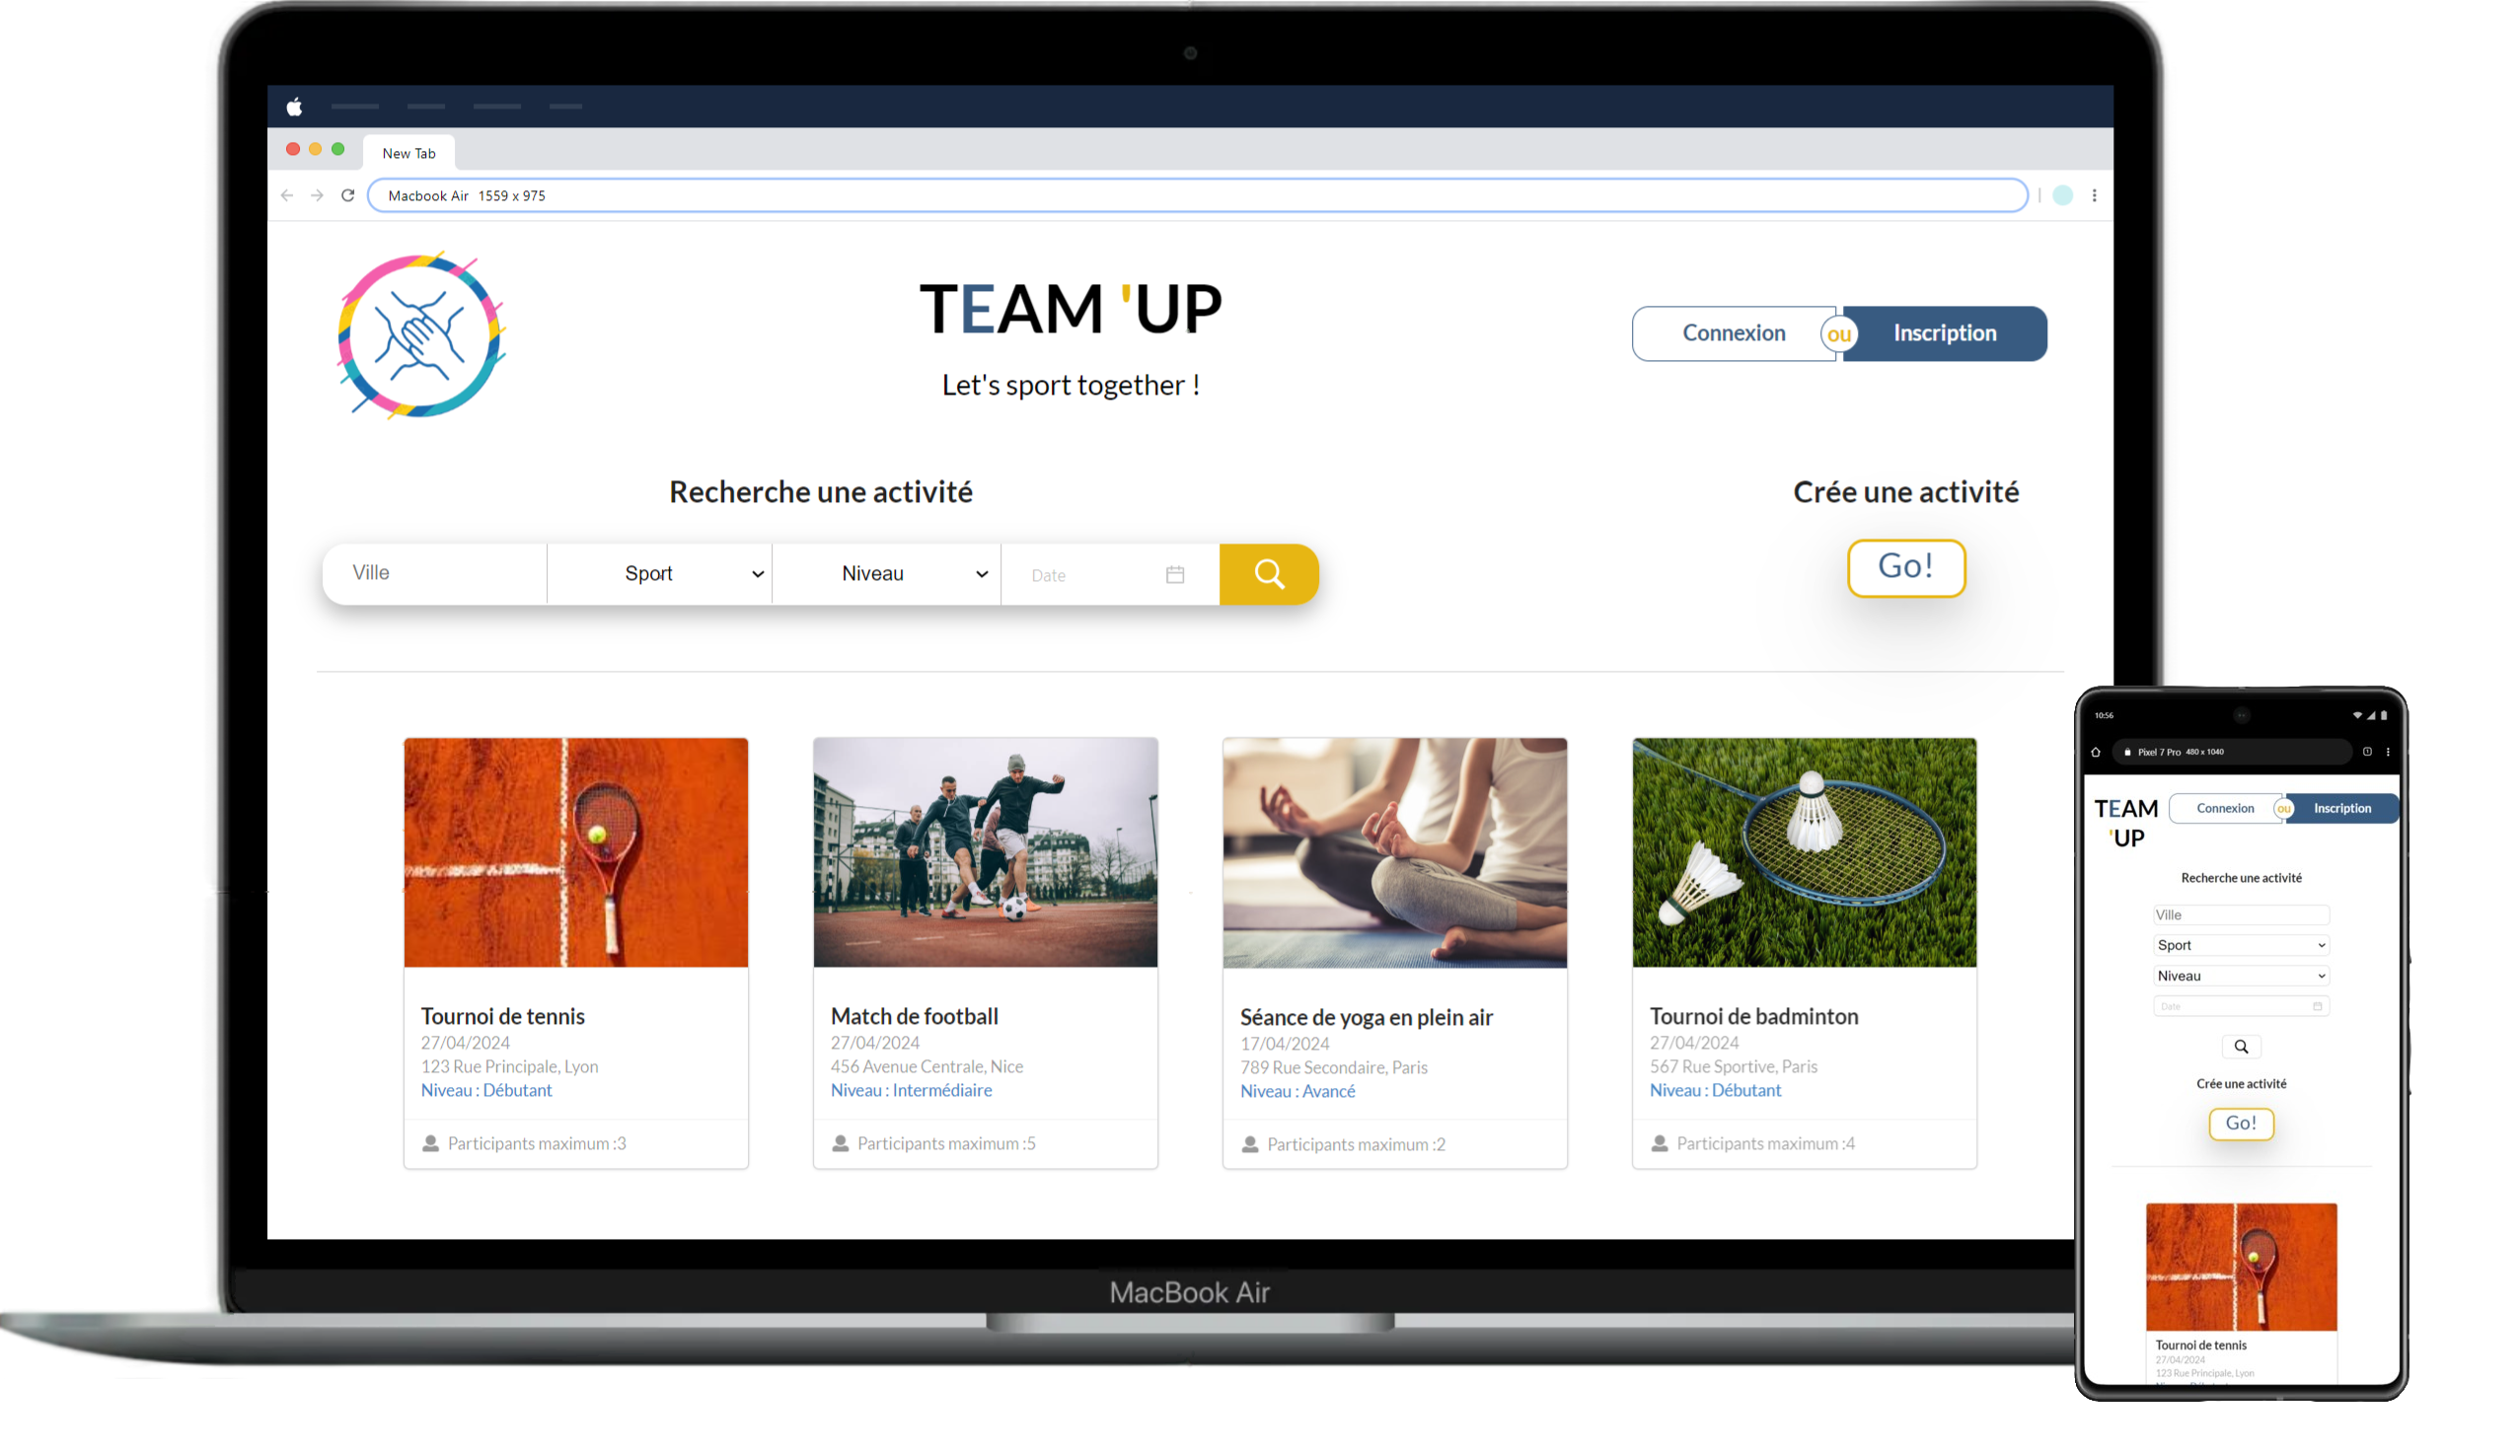 New Tab
Macbook Air 1559 x 975
TEAM 'UP
Let's sport together !
Connexion ou Inscription
Recherche une activité
Crée une activité
Ville Sport Niveau Date
Go!
Tournoi de tennis
27/04/2024
123 Rue Principale, Lyon
Niveau : Débutant
Participants maximum :3
Match de football
27/04/2024
456 Avenue Centrale, Nice
Niveau : Intermédiaire
Participants maximum :5
Séance de yoga en plein air
17/04/2024
789 Rue Secondaire, Paris
Niveau : Avancé
Participants maximum :2
Tournoi de badminton
27/04/2024
567 Rue Sportive, Paris
Niveau : Débutant
Participants maximum :4
MacBook Air
10:56
Pixel 7 Pro 480 x 1040
TEAM
'UP
Connexion ou Inscription
Recherche une activité
Ville
Sport
Niveau
Date
Crée une activité
Go!
Tournoi de tennis
27/04/2024
123 Rue Principale, Lyon